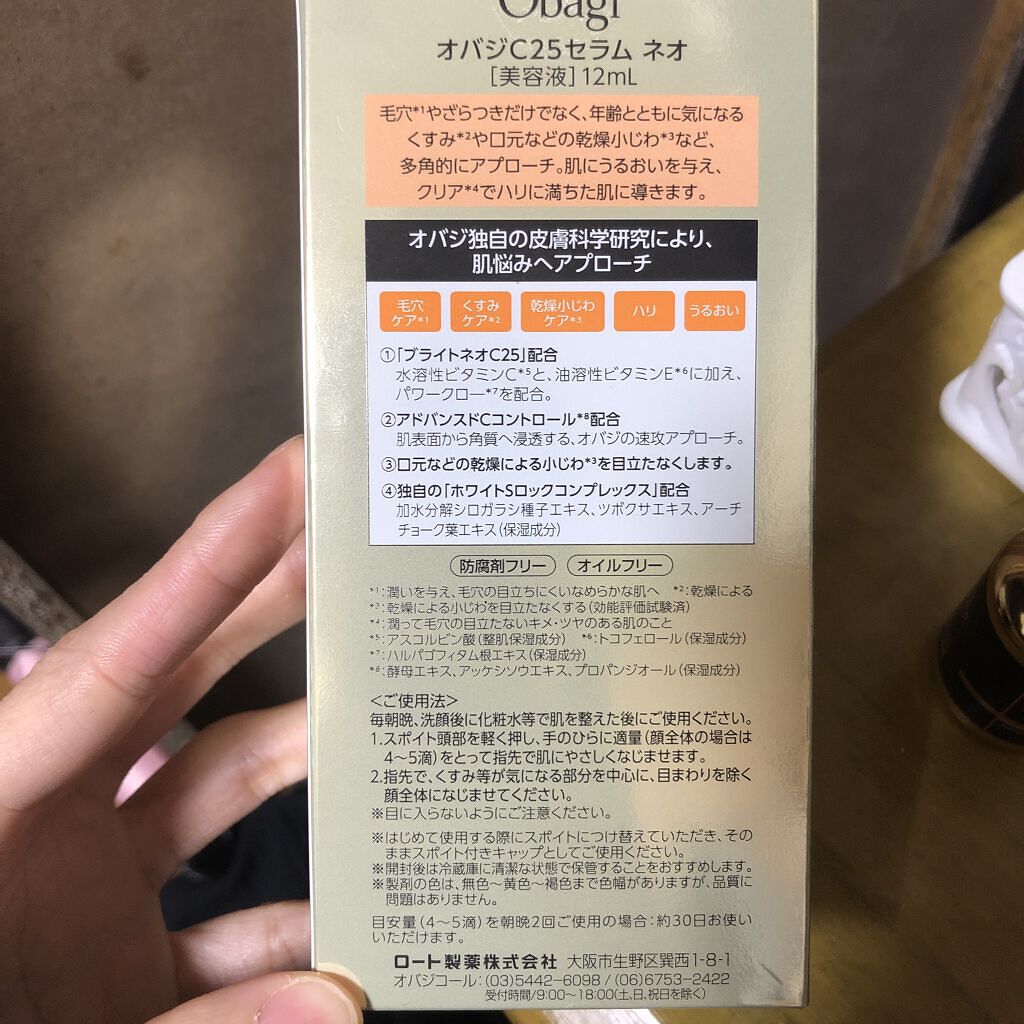 Obagi
オバジC25セラム ネオ
[美容液]12mL
毛穴*1やざらつきだけでなく、年齢とともに気になる
くすみ*2や口元などの乾燥小じわ*3など、
多角的にアプローチ。肌にうるおいを与え、
クリア*4でハリに満ちた肌に導きます。
オバジ独自の皮膚科学研究により、
肌悩みへアプローチ
毛穴ケア*1 くすみケア*2 乾燥小じわケア*3 ハリ うるおい
①「ブライトネオC25」配合
水溶性ビタミンC*5と、油溶性ビタミンE*6に加え、
パワークロー*7を配合。
②アドバンスドCコントロール*8配合
肌表面から角質へ浸透する、オバジの速攻アプローチ。
③口元などの乾燥による小じわ*3を目立たなくします。
④独自の「ホワイトSロックコンプレックス」配合
加水分解シロガラシ種子エキス、ツボクサエキス、アーチ
チョーク葉エキス(保湿成分)
防腐剤フリー オイルフリー
*1:潤いを与え、毛穴の目立ちにくいなめらかな肌へ *2:乾燥による
*3:乾燥による小じわを目立たなくする(効能評価試験済)
*4:潤って毛穴の目立たないキメ・ツヤのある肌のこと
*5:アスコルビン酸(整肌保湿成分) *6:トコフェロール(保湿成分)
*7:ハルパゴフィタム根エキス(保湿成分)
*8:酵母エキス、アッケシソウエキス、プロパンジオール(保湿成分)
<ご使用法>
毎朝晩、洗顔後に化粧水等で肌を整えた後にご使用ください。
1.スポイト頭部を軽く押し、手のひらに適量(顔全体の場合は
4〜5滴)をとって指先で肌にやさしくなじませます。
2.指先で、くすみ等が気になる部分を中心に、目まわりを除く
顔全体になじませてください。
※目に入らないようにご注意ください。
※はじめて使用する際にスポイトにつけ替えていただき、その
ままスポイト付きキャップとしてご使用ください。
※開封後は冷蔵庫に清潔な状態で保管することをおすすめします。
※製剤の色は、無色〜黄色〜褐色まで色幅がありますが、品質に
問題はありません。
目安量(4〜5滴)を朝晩2回ご使用の場合:約30日お使い
いただけます。
ロート製薬株式会社 大阪市生野区巽西1-8-1
オバジコール:(03)5442-6098/(06)6753-2422
受付時間/9:00〜18:00(土、日、祝日を除く)